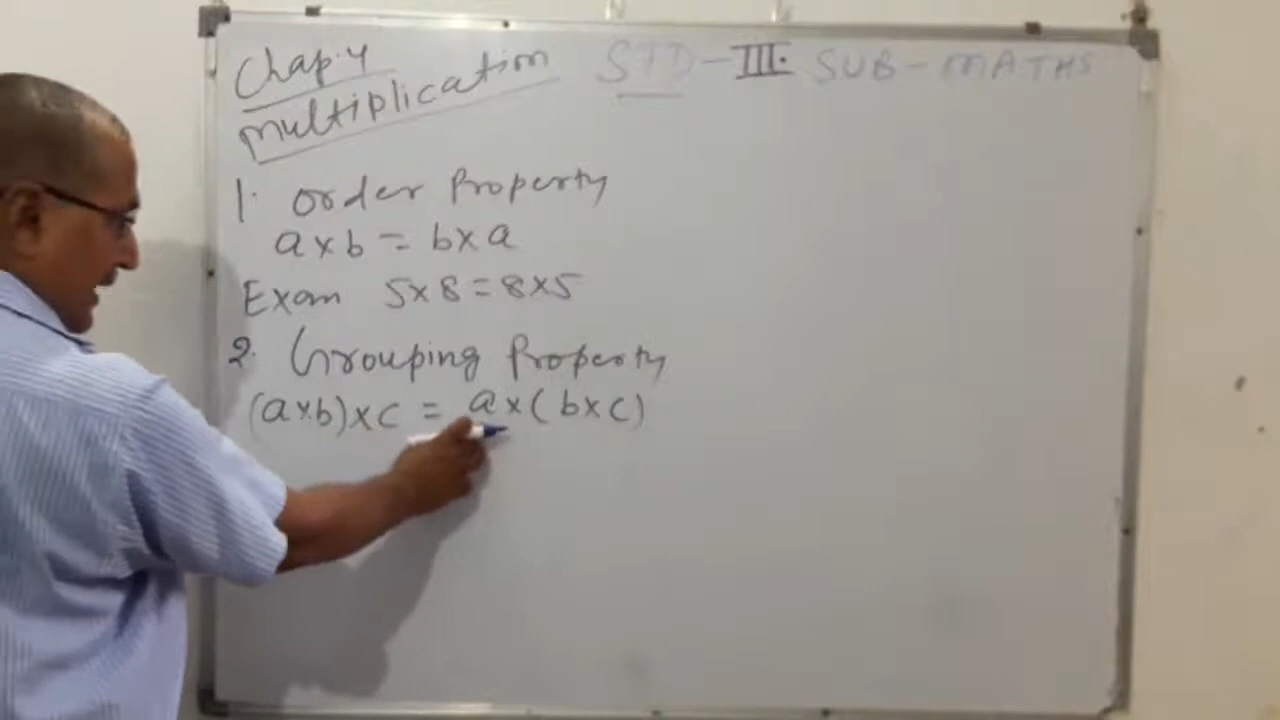 Chap-4 STD-III. SUB-MATHS
multiplication
1. Order Property
a×b = b×a
Exam 5×8=8×5
2. Grouping Property
(a×b)×c = a×(b×c)